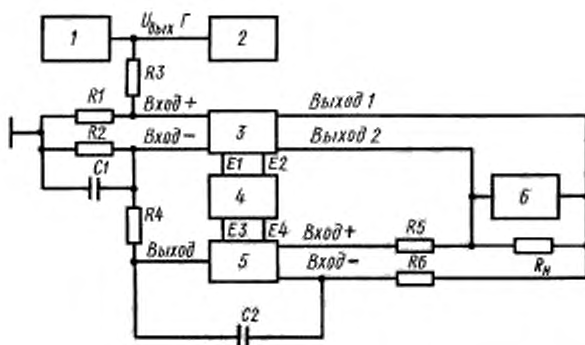 1
U вых Г
2
R3
R1
Вход +
3
Выход 1
R2
Вход −
Выход 2
C1
E1
E2
4
6
R4
E3
E4
Вход +
R5
Выход
5
Вход −
R6
Rн
C2